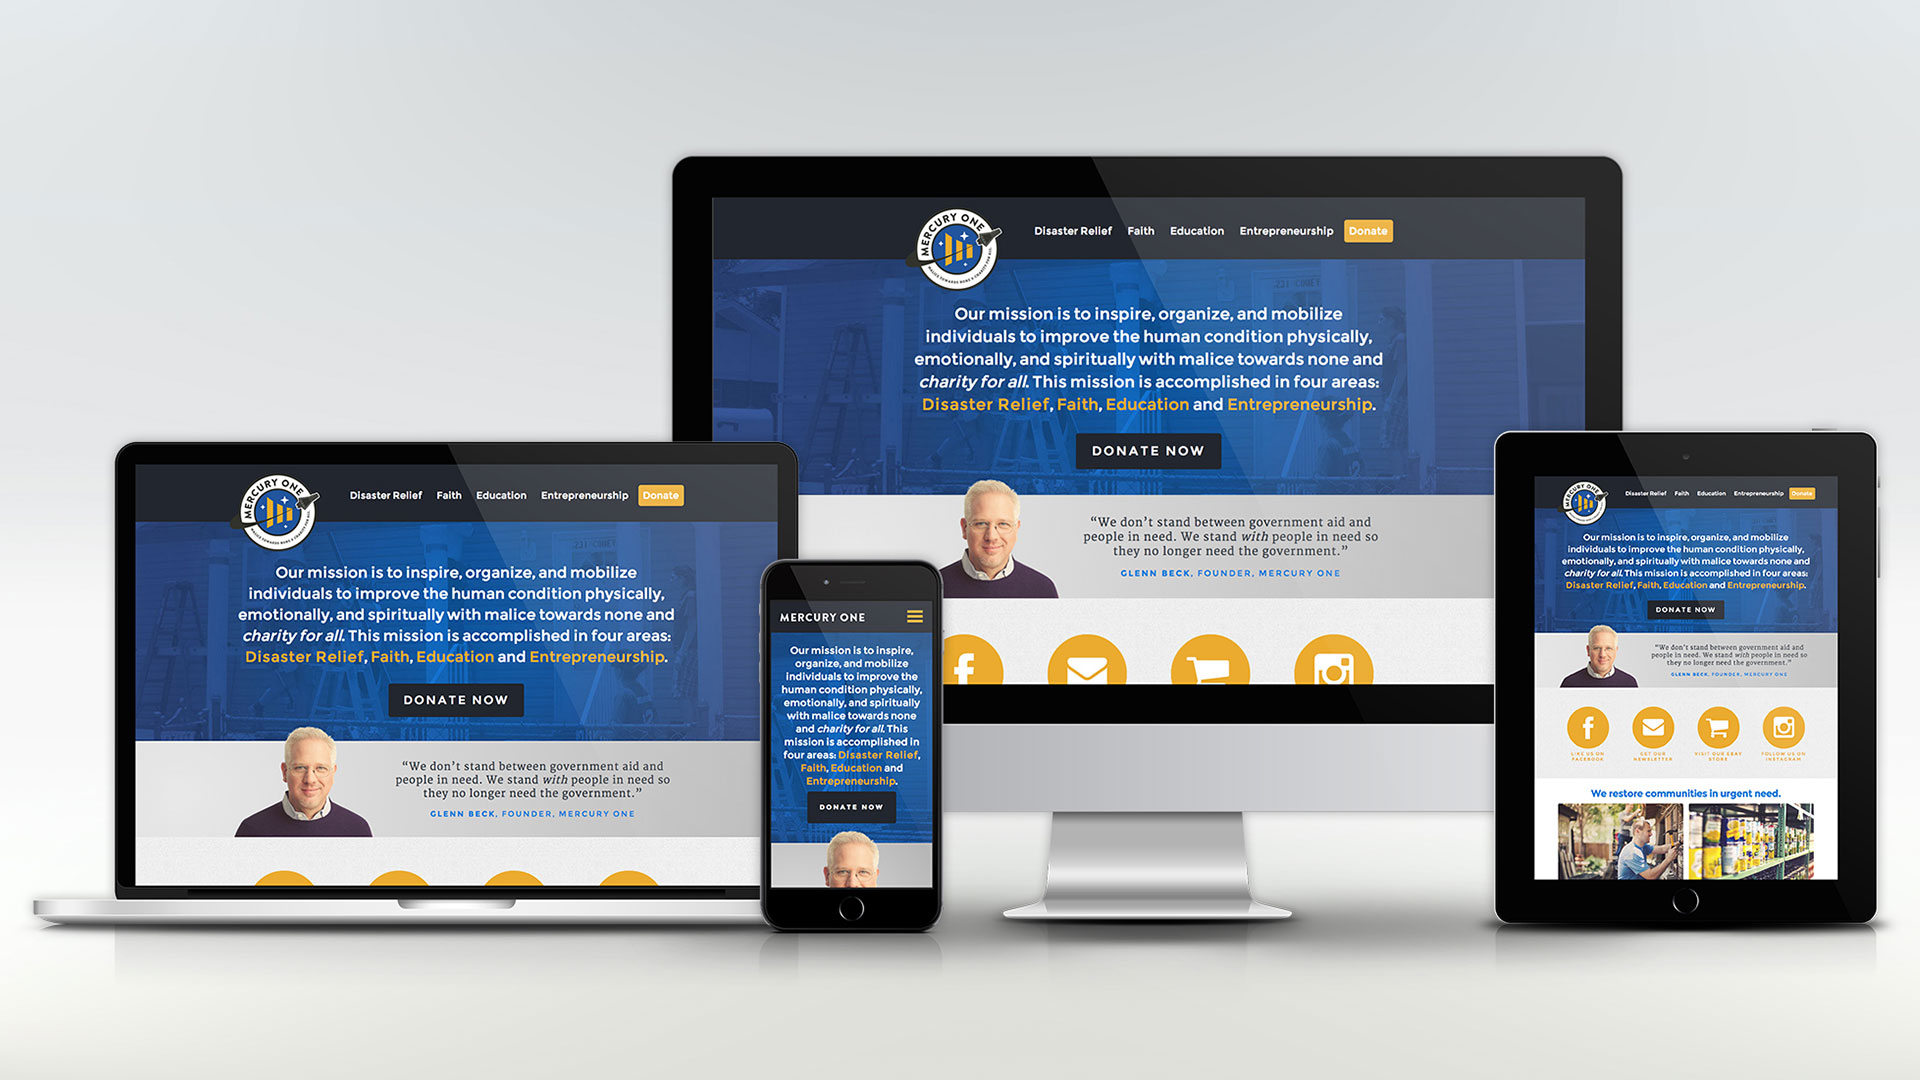 MERCURY ONE
MALICE TOWARDS NONE & CHARITY FOR ALL
Disaster Relief Faith Education Entrepreneurship Donate
231 CONEY
Our mission is to inspire, organize, and mobilize
individuals to improve the human condition physically,
emotionally, and spiritually with malice towards none and
charity for all. This mission is accomplished in four areas:
Disaster Relief, Faith, Education and Entrepreneurship.
DONATE NOW
“We don’t stand between government aid and
people in need. We stand with people in need so
they no longer need the government.”
GLENN BECK, FOUNDER, MERCURY ONE
MERCURY ONE
Disaster Relief Faith Education Entrepreneurship Donate
Our mission is to inspire, organize, and mobilize
individuals to improve the human condition physically,
emotionally, and spiritually with malice towards none and
charity for all. This mission is accomplished in four areas:
Disaster Relief, Faith, Education and Entrepreneurship.
DONATE NOW
“We don’t stand between government aid and
people in need. We stand with people in need so
they no longer need the government.”
GLENN BECK, FOUNDER, MERCURY ONE
MERCURY ONE
Our mission is to inspire,
organize, and mobilize
individuals to improve the
human condition physically,
emotionally, and spiritually
with malice towards none
and charity for all. This
mission is accomplished in
four areas: Disaster Relief,
Faith, Education and
Entrepreneurship.
DONATE NOW
MERCURY ONE
Disaster Relief Faith Education Entrepreneurship Donate
Our mission is to inspire, organize, and mobilize
individuals to improve the human condition physically,
emotionally, and spiritually with malice towards none and
charity for all. This mission is accomplished in four areas:
Disaster Relief, Faith, Education and Entrepreneurship.
DONATE NOW
“We don’t stand between government aid and
people in need. We stand with people in need so
they no longer need the government.”
GLENN BECK, FOUNDER, MERCURY ONE
LIKE US ON
FACEBOOK
GET OUR
NEWSLETTER
VISIT OUR EBAY
STORE
FOLLOW US ON
INSTAGRAM
We restore communities in urgent need.